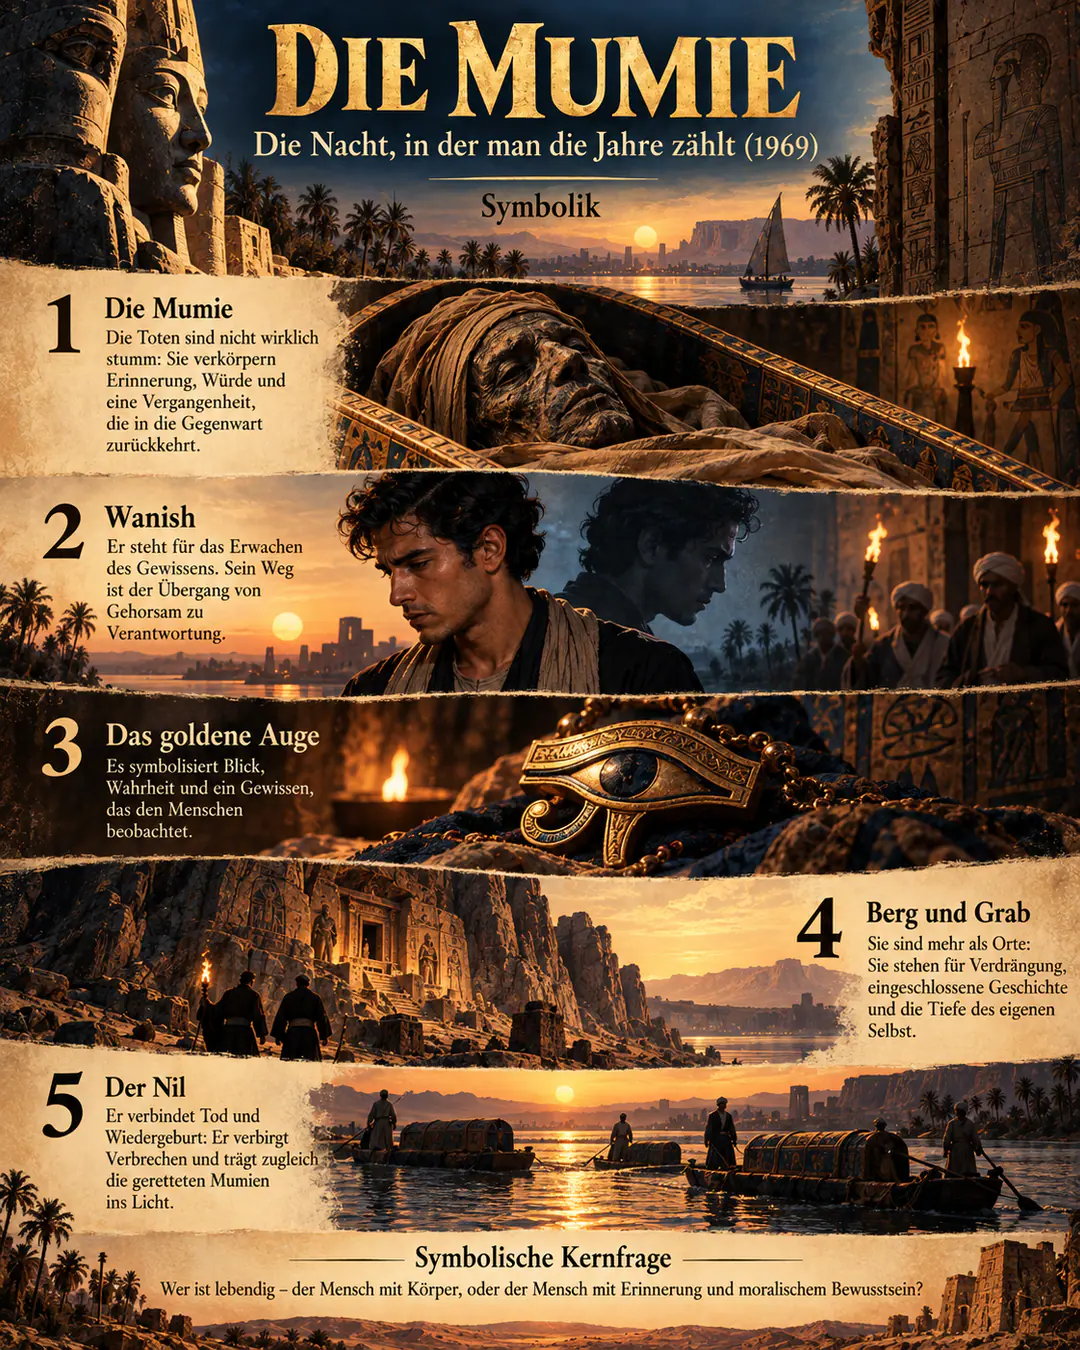 DIE MUMIE
Die Nacht, in der man die Jahre zählt (1969)
Symbolik
1
Die Mumie
Die Toten sind nicht wirklich
stumm: Sie verkörpern
Erinnerung, Würde und
eine Vergangenheit,
die in die Gegenwart
zurückkehrt.
2
Wanish
Er steht für das Erwachen
des Gewissens. Sein Weg
ist der Übergang von
Gehorsam zu
Verantwortung.
3
Das goldene Auge
Es symbolisiert Blick,
Wahrheit und ein Gewissen,
das den Menschen
beobachtet.
4
Berg und Grab
Sie sind mehr als Orte:
Sie stehen für Verdrängung,
eingeschlossene Geschichte
und die Tiefe des eigenen
Selbst.
5
Der Nil
Er verbindet Tod und
Wiedergeburt: Er verbirgt
Verbrechen und trägt zugleich
die geretteten Mumien
ins Licht.
Symbolische Kernfrage
Wer ist lebendig – der Mensch mit Körper, oder der Mensch mit Erinnerung und moralischem Bewusstsein?